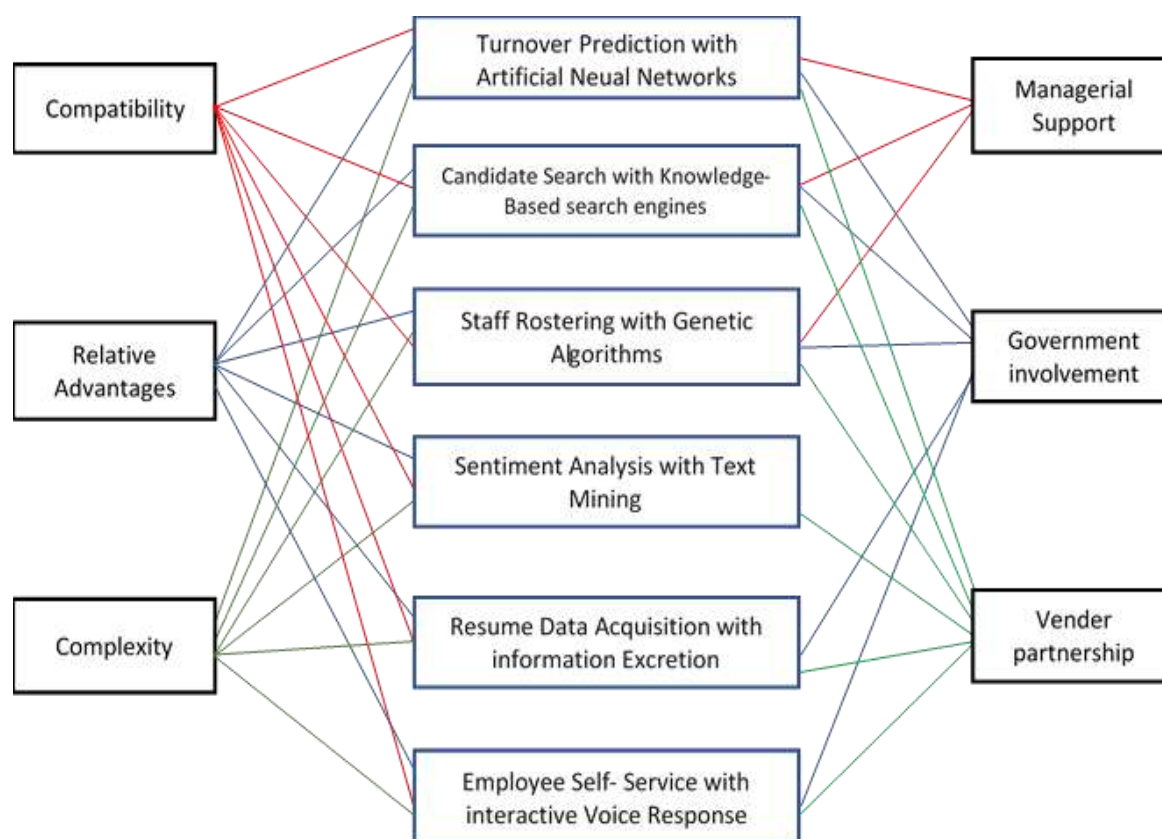 Compatibility
Relative
Advantages
Complexity
Turnover Prediction with
Artificial Neural Networks
Candidate Search with Knowledge-
Based search engines
Staff Rostering with Genetic
Algorithms
Sentiment Analysis with Text
Mining
Resume Data Acquisition with
information Excretion
Employee Self- Service with
interactive Voice Response
Managerial
Support
Government
involvement
Vender
partnership